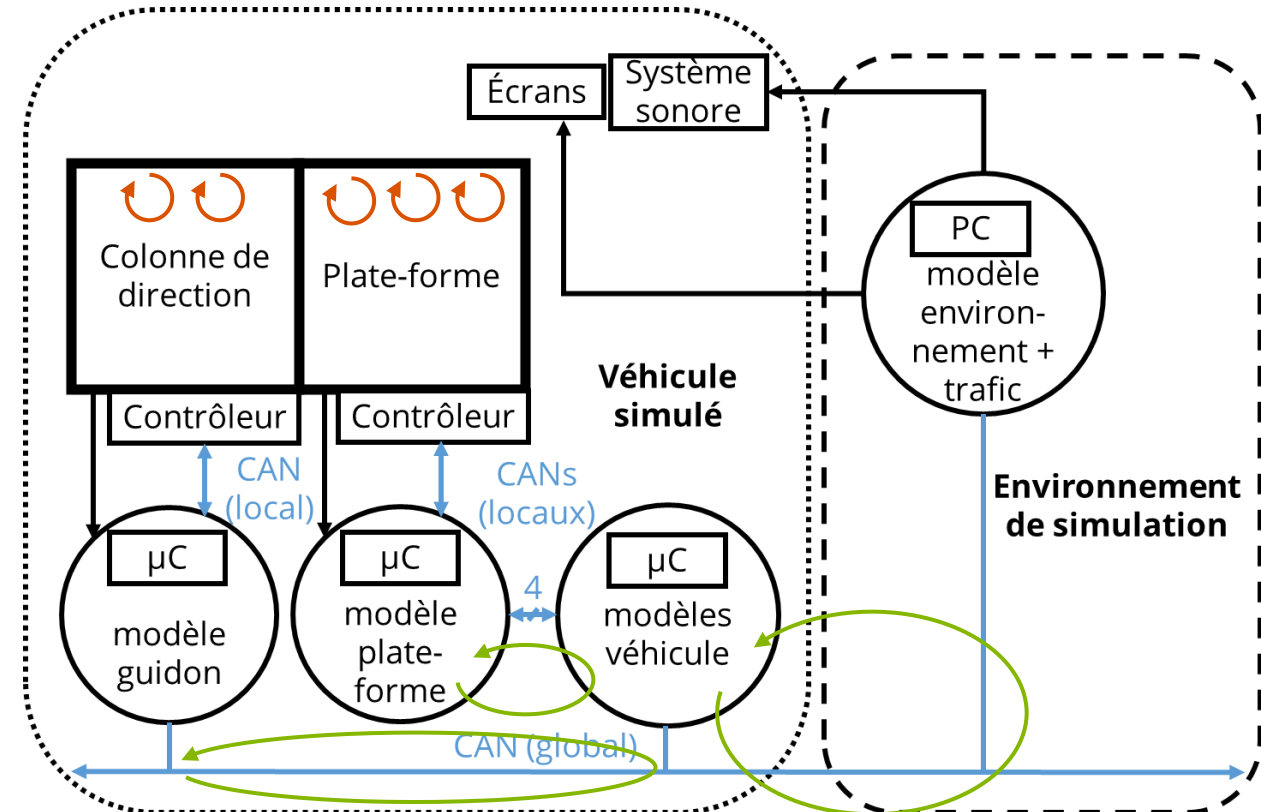 Écrans
Système
sonore
PC
modèle
environ-
nement +
trafic
Colonne de
direction
Plate-forme
Véhicule
simulé
Contrôleur
Contrôleur
CAN
(local)
CANs
(locaux)
Environnement
de simulation
µC
modèle
guidon
µC
modèle
plate-
forme
4
µC
modèles
véhicule
CAN (global)